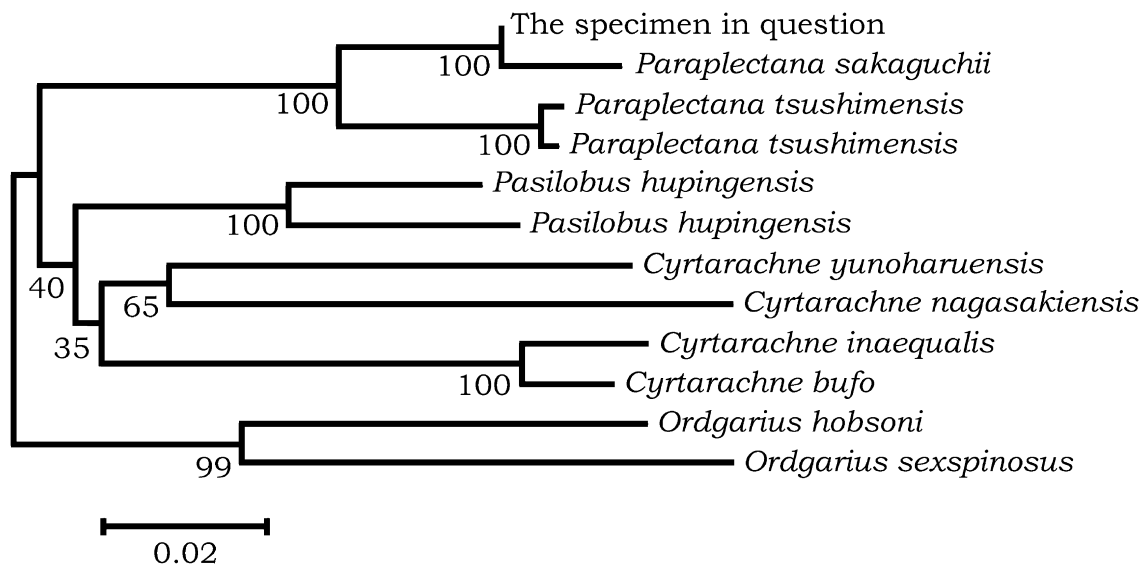 The specimen in question
100
Paraplectana sakaguchii
100
Paraplectana tsushimensis
100
Paraplectana tsushimensis
Pasilobus hupingensis
100
Pasilobus hupingensis
Cyrtarachne yunoharuensis
40
65
Cyrtarachne nagasakiensis
35
Cyrtarachne inaequalis
100
Cyrtarachne bufo
Ordgarius hobsoni
99
Ordgarius sexspinosus
0.02